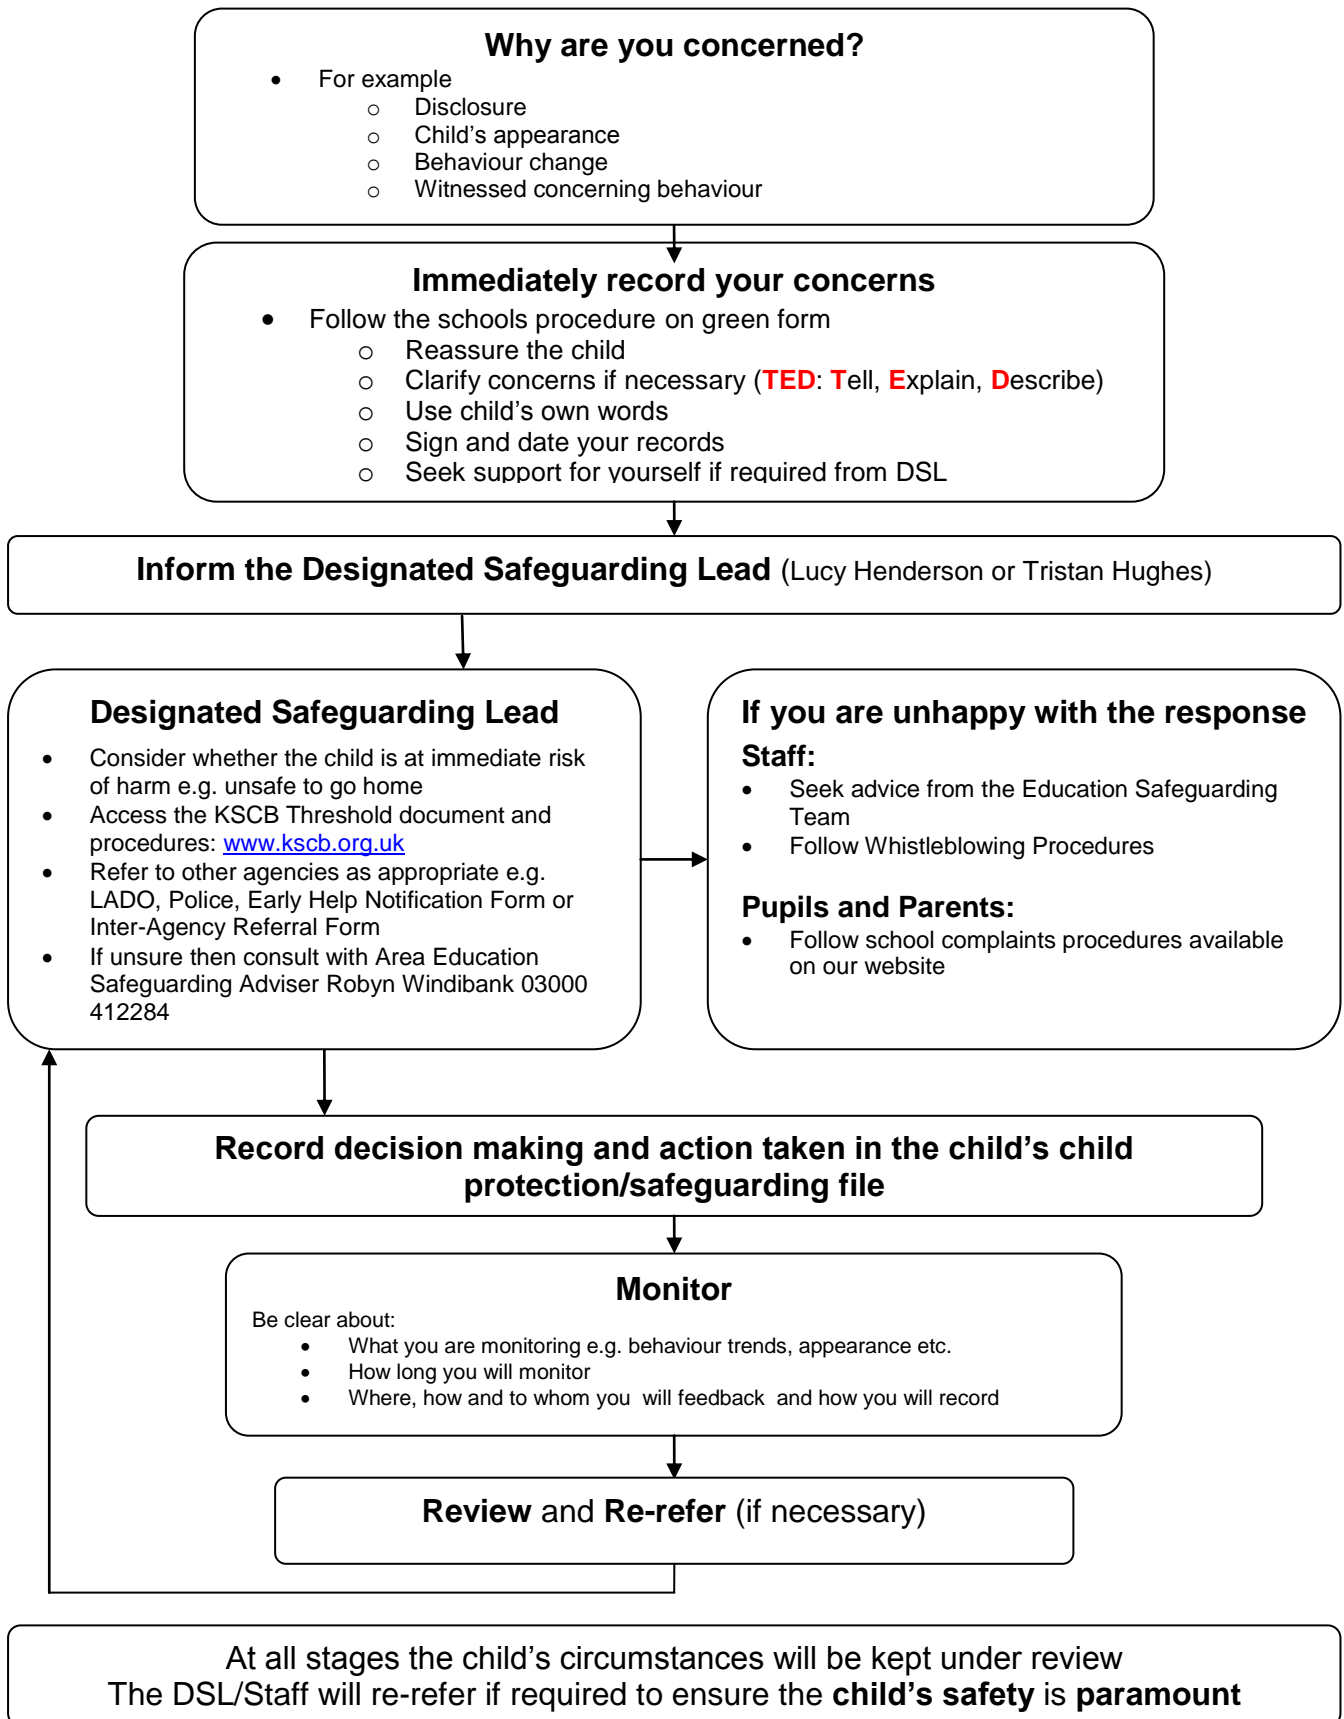 Why are you concerned?
• For example
o Disclosure
o Child's appearance
o Behaviour change
o Witnessed concerning behaviour
Immediately record your concerns
• Follow the schools procedure on green form
o Reassure the child
o Clarify concerns if necessary (TED: Tell, Explain, Describe)
o Use child's own words
o Sign and date your records
o Seek support for yourself if required from DSL
Inform the Designated Safeguarding Lead (Lucy Henderson or Tristan Hughes)
Designated Safeguarding Lead
• Consider whether the child is at immediate risk
of harm e.g. unsafe to go home
• Access the KSCB Threshold document and
procedures: www.kscb.org.uk
• Refer to other agencies as appropriate e.g.
LADO, Police, Early Help Notification Form or
Inter-Agency Referral Form
• If unsure then consult with Area Education
Safeguarding Adviser Robyn Windibank 03000
412284
If you are unhappy with the response
Staff:
• Seek advice from the Education Safeguarding
Team
• Follow Whistleblowing Procedures
Pupils and Parents:
• Follow school complaints procedures available
on our website
Record decision making and action taken in the child's child
protection/safeguarding file
Monitor
Be clear about:
• What you are monitoring e.g. behaviour trends, appearance etc.
• How long you will monitor
• Where, how and to whom you will feedback and how you will record
Review and Re-refer (if necessary)
At all stages the child's circumstances will be kept under review
The DSL/Staff will re-refer if required to ensure the child's safety is paramount